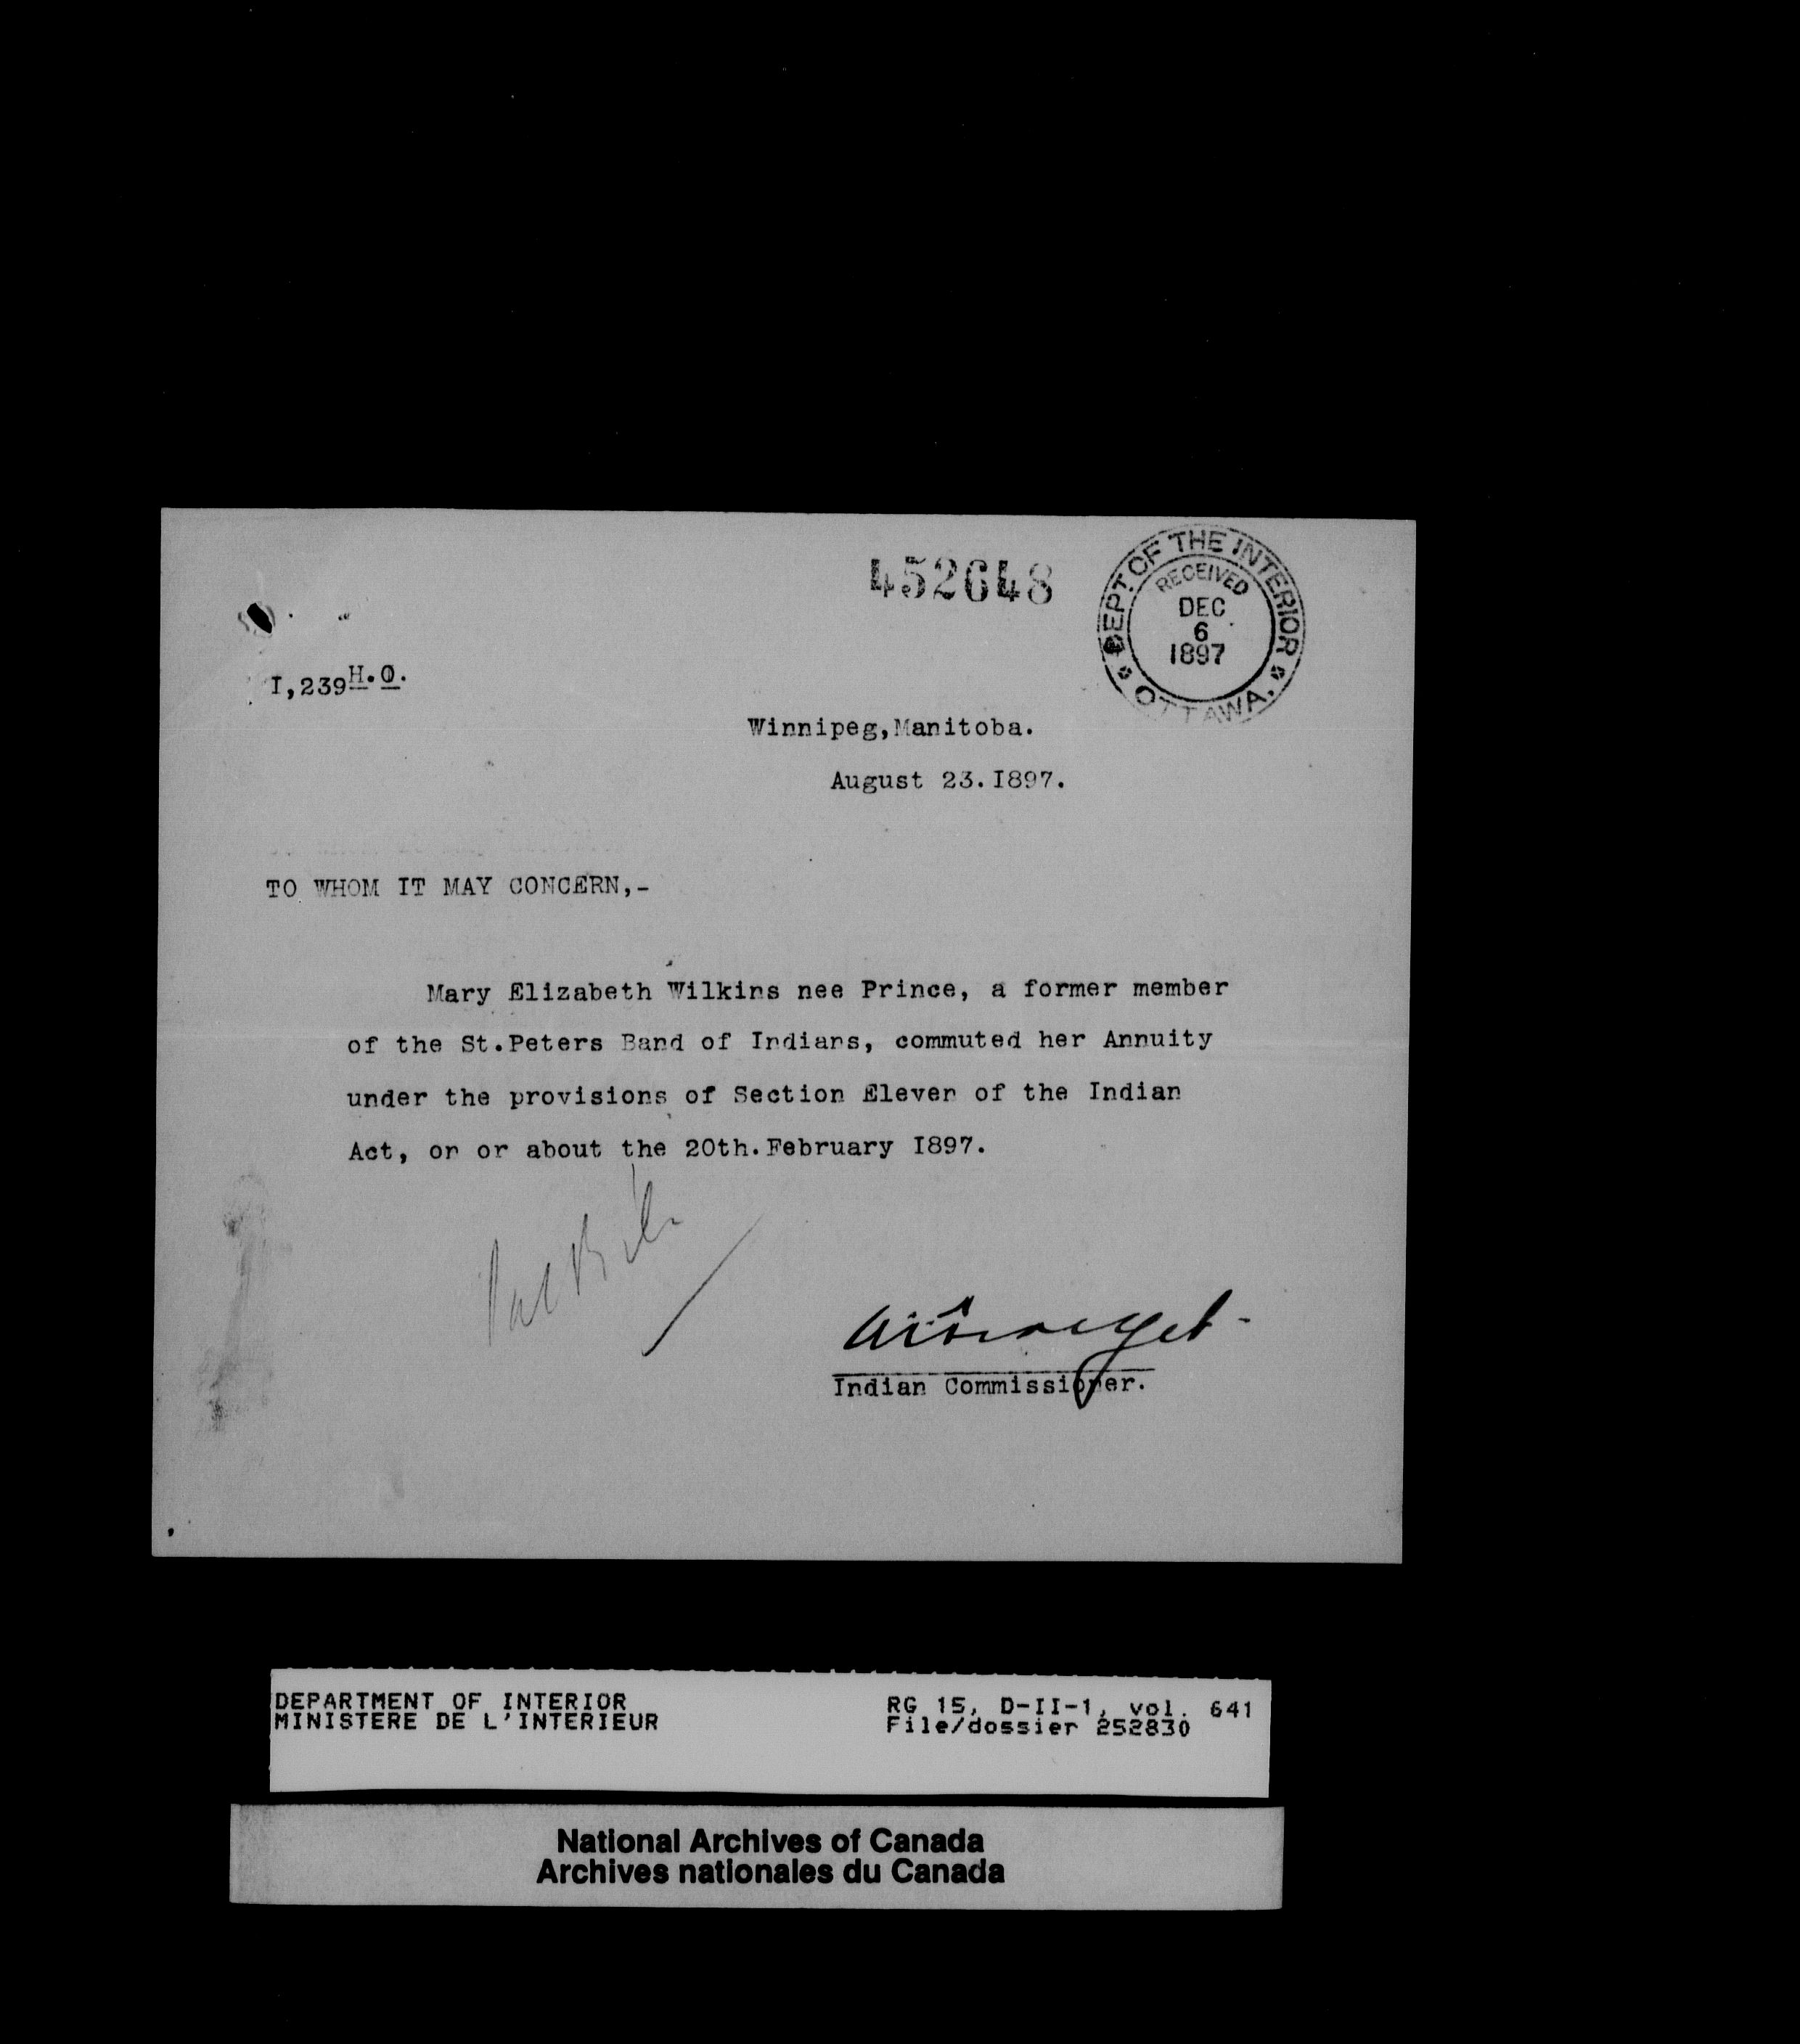 452648
DEPT OF THE INTERIOR
RECEIVED
DEC
6
1897
OTTAWA.
I,239H.O.
Winnipeg,Manitoba.
August 23.I897.
TO WHOM IT MAY CONCERN,-
Mary Elizabeth Wilkins nee Prince, a former member
of the St.Peters Band of Indians, commuted her Annuity
under the provisions of Section Eleven of the Indian
Act, on or about the 20th.February I897.
Indian Commissioner.
DEPARTMENT OF INTERIOR
MINISTERE DE L'INTERIEUR
RG 15, D-II-1, vol. 641
File/dossier 252830
National Archives of Canada
Archives nationales du Canada